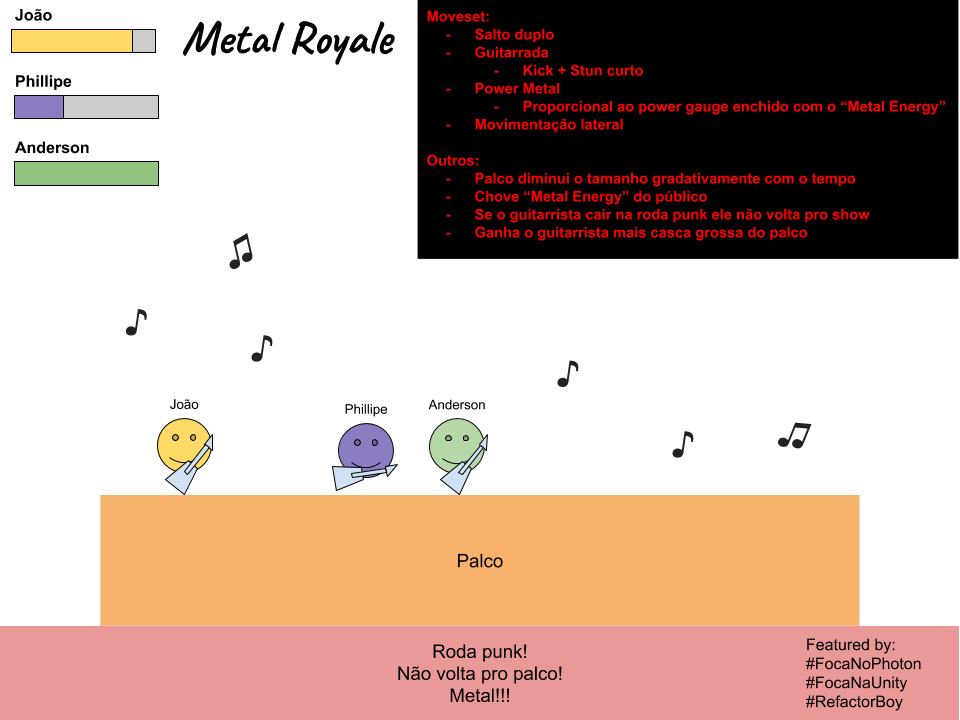 João
Metal Royale
Phillipe
Anderson
Moveset:
- Salto duplo
- Guitarrada
- Kick + Stun curto
- Power Metal
- Proporcional ao power gauge enchido com o “Metal Energy”
- Movimentação lateral
Outros:
- Palco diminui o tamanho gradativamente com o tempo
- Chove “Metal Energy” do público
- Se o guitarrista cair na roda punk ele não volta pro show
- Ganha o guitarrista mais casca grossa do palco
João
Phillipe
Anderson
Palco
Roda punk!
Não volta pro palco!
Metal!!!
Featured by:
#FocaNoPhoton
#FocaNaUnity
#RefactorBoy